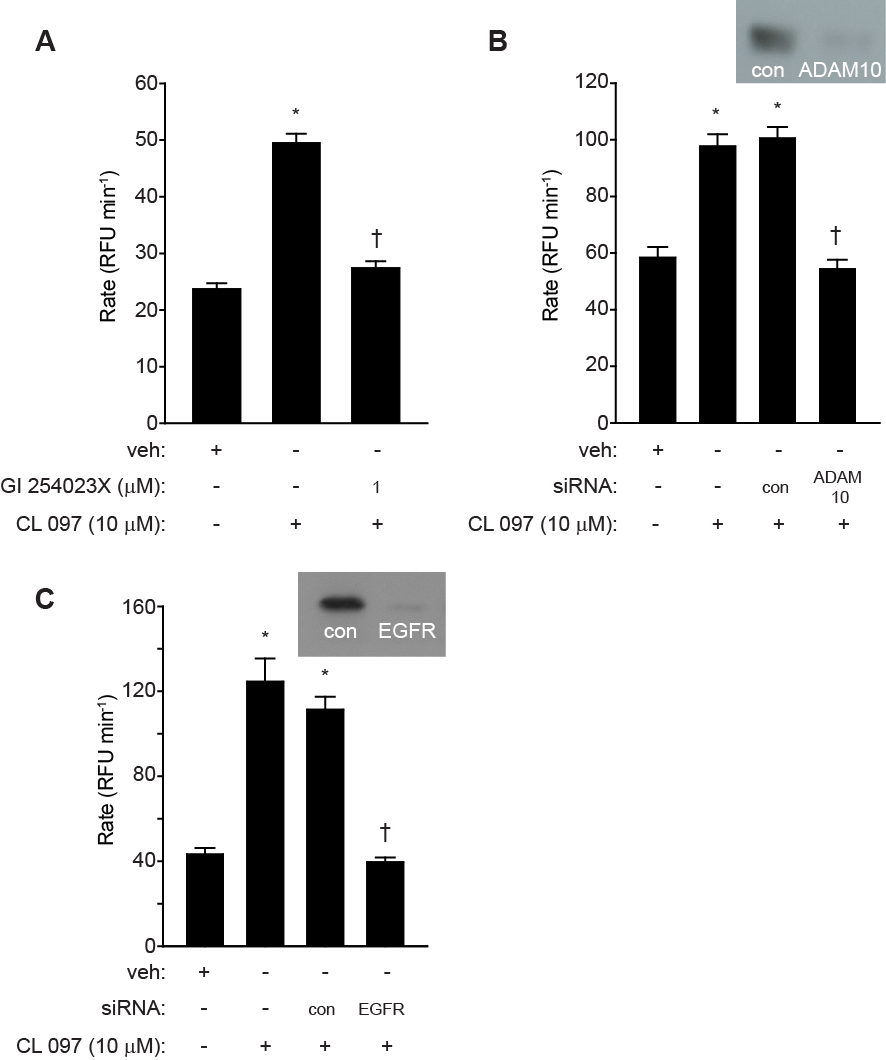 A
60
50
40
30
20
10
0
Rate (RFU min-1)
*
†
veh: + - -
GI 254023X (μM): - - 1
CL 097 (10 μM): - + +
B
con ADAM10
120
100
80
60
40
20
0
Rate (RFU min-1)
* *
†
veh: + - - -
siRNA: - - con ADAM
10
CL 097 (10 μM): - + + +
C
con EGFR
160
120
80
40
0
Rate (RFU min-1)
*
*
†
veh: + - - -
siRNA: - - con EGFR
CL 097 (10 μM): - + + +